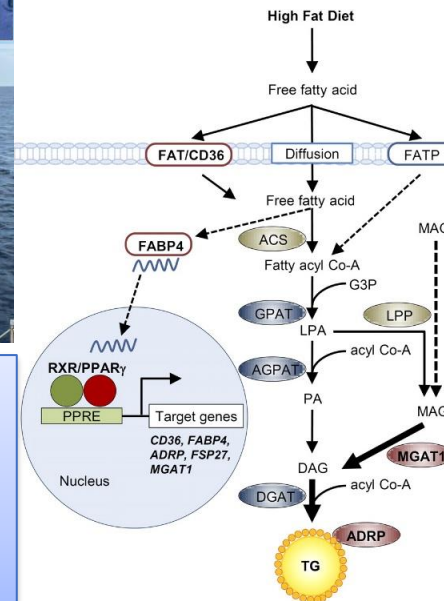 High Fat Diet
Free fatty acid
FAT/CD36
Diffusion
FATP
Free fatty acid
MAG
FABP4
ACS
Fatty acyl Co-A
G3P
GPAT
LPP
LPA
RXR/PPARγ
AGPAT
acyl Co-A
PPRE
Target genes
PA
MAG
CD36, FABP4,
ADRP, FSP27,
MGAT1
MGAT1
Nucleus
DAG
DGAT
acyl Co-A
ADRP
TG